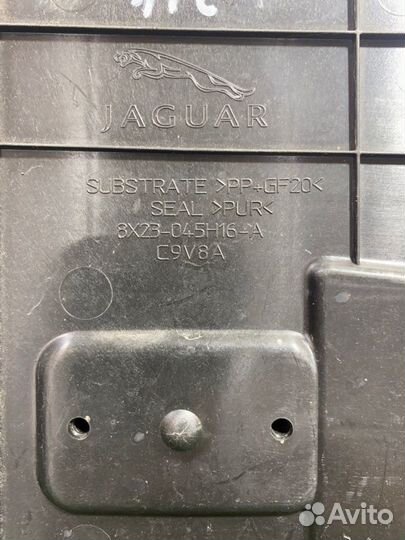 JAGUAR
SUBSTRATE >PP+GF20<
SEAL >PUR<
8X23-045H16-A
C9V8A
Avito